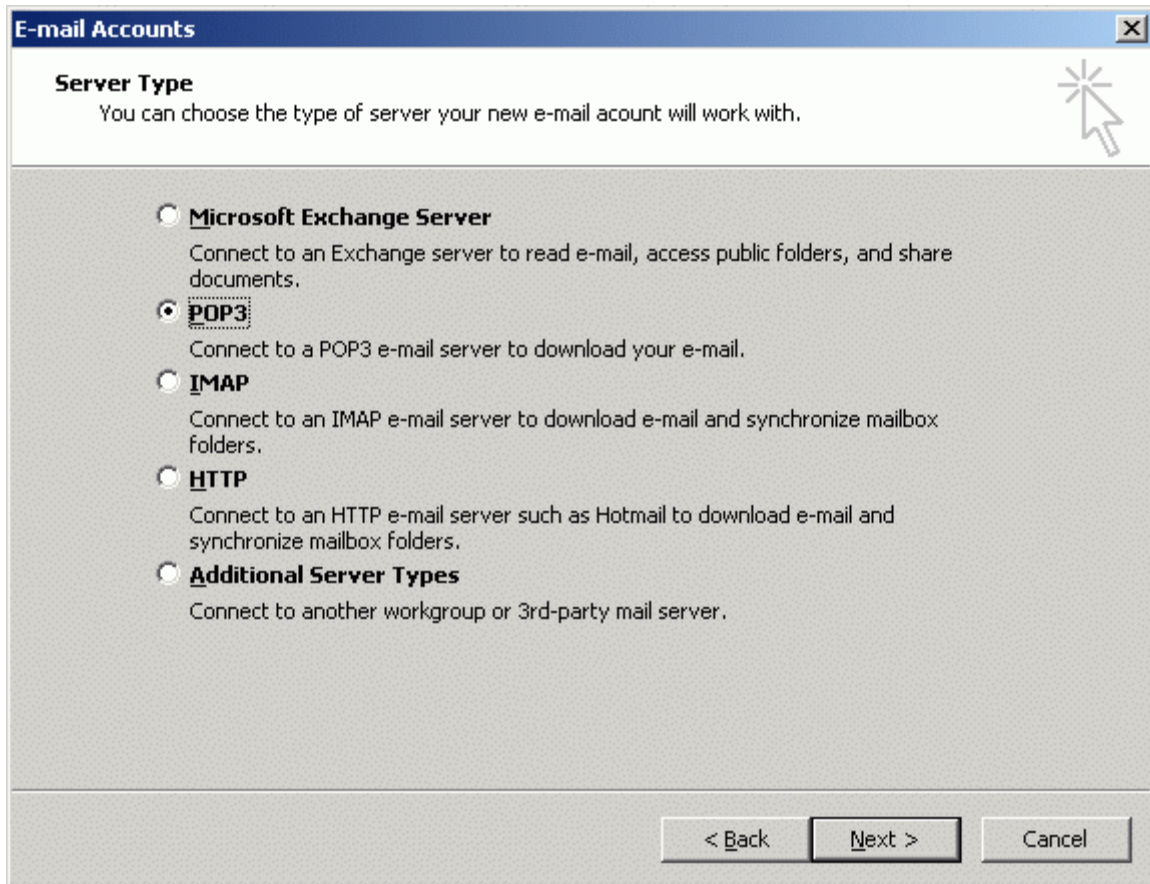 E-mail Accounts
Server Type
You can choose the type of server your new e-mail acount will work with.
Microsoft Exchange Server
Connect to an Exchange server to read e-mail, access public folders, and share
documents.
POP3
Connect to a POP3 e-mail server to download your e-mail.
IMAP
Connect to an IMAP e-mail server to download e-mail and synchronize mailbox
folders.
HTTP
Connect to an HTTP e-mail server such as Hotmail to download e-mail and
synchronize mailbox folders.
Additional Server Types
Connect to another workgroup or 3rd-party mail server.
< Back Next > Cancel